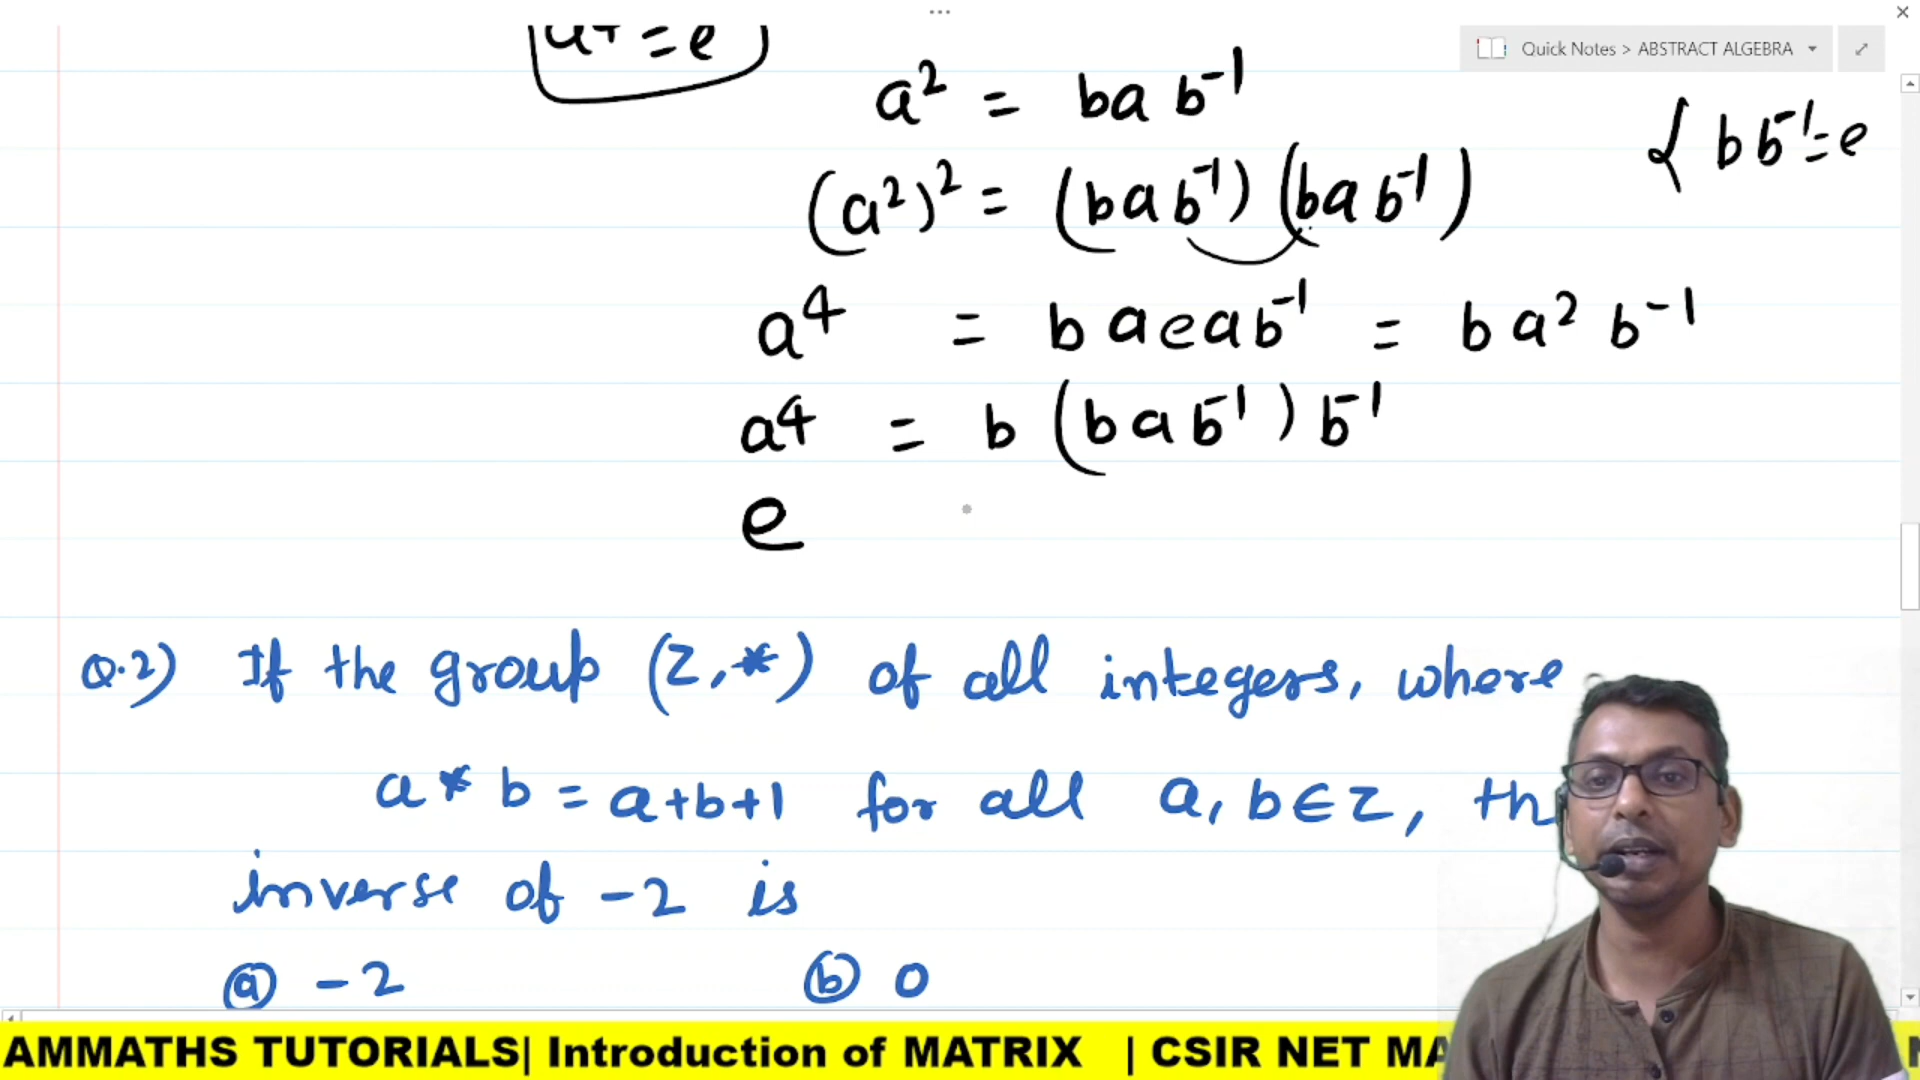 = e
Quick Notes > ABSTRACT ALGEBRA
a² = bab⁻¹
{ bb⁻¹=e
(a²)² = (bab⁻¹)(bab⁻¹)
a⁴ = baeab⁻¹ = ba²b⁻¹
a⁴ = b(bab⁻¹)b⁻¹
e
Q.2) If the group (Z,*) of all integers, where
a*b = a+b+1 for all a, b∈Z, th
inverse of -2 is
ⓐ -2 ⓑ 0
AMMATHS TUTORIALS| Introduction of MATRIX | CSIR NET MA